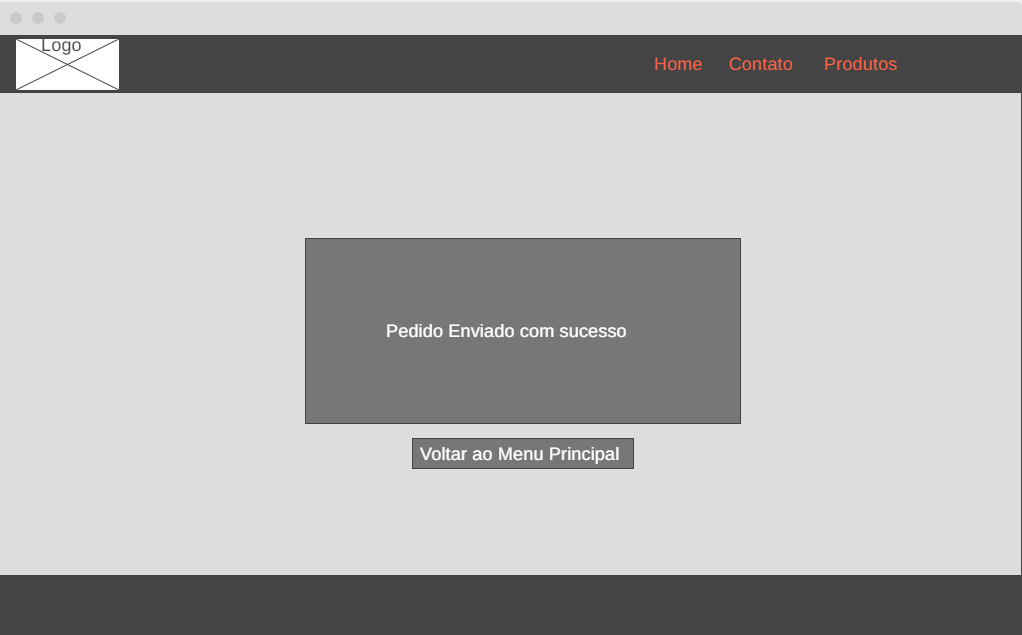 Logo
Home Contato Produtos
Pedido Enviado com sucesso
Voltar ao Menu Principal